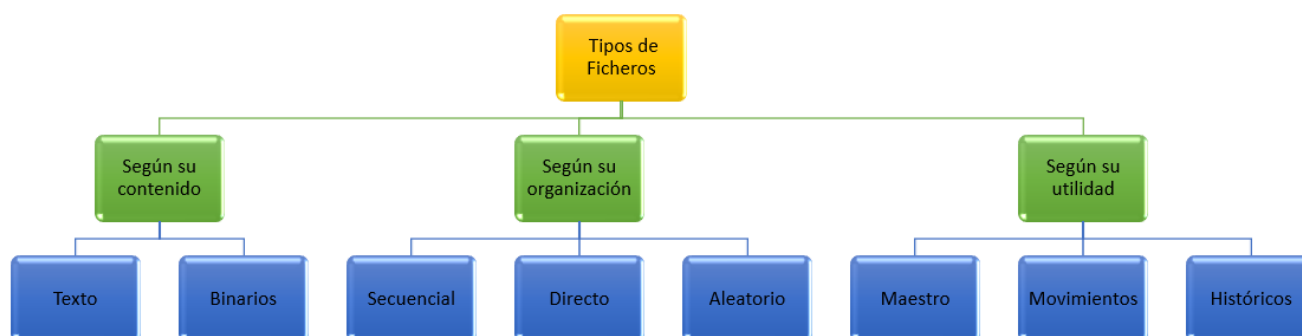 Tipos de
Ficheros
Según su
contenido
Según su
organización
Según su
utilidad
Texto
Binarios
Secuencial
Directo
Aleatorio
Maestro
Movimientos
Históricos